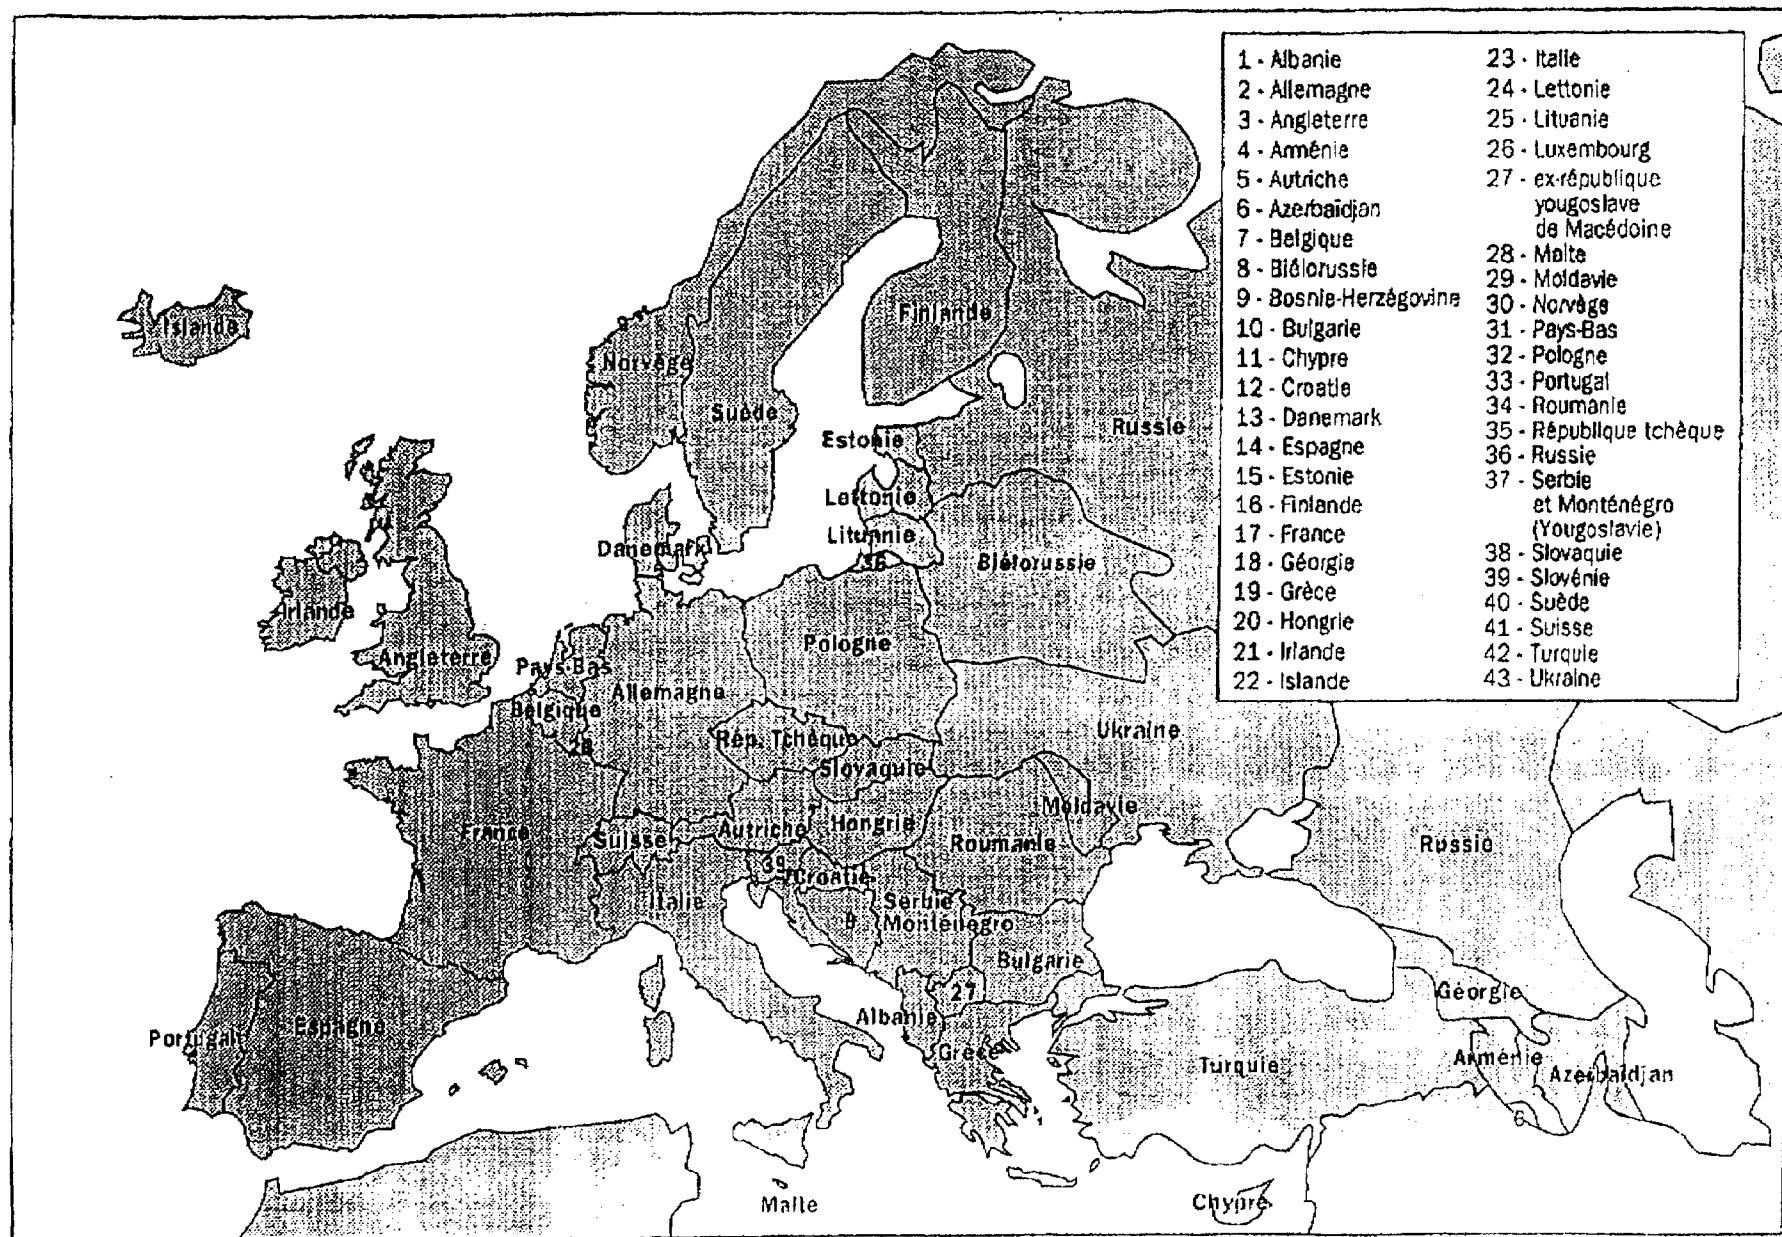 1 - Albanie
2 - Allemagne
3 - Angleterre
4 - Arménie
5 - Autriche
6 - Azerbaïdjan
7 - Belgique
8 - Biélorussie
9 - Bosnie-Herzégovine
10 - Bulgarie
11 - Chypre
12 - Croatie
13 - Danemark
14 - Espagne
15 - Estonie
16 - Finlande
17 - France
18 - Géorgie
19 - Grèce
20 - Hongrie
21 - Irlande
22 - Islande
23 - Italie
24 - Lettonie
25 - Lituanie
26 - Luxembourg
27 - ex-république
yougoslave
de Macédoine
28 - Malte
29 - Moldavie
30 - Norvège
31 - Pays-Bas
32 - Pologne
33 - Portugal
34 - Roumanie
35 - République tchèque
36 - Russie
37 - Serbie
et Monténégro
(Yougoslavie)
38 - Slovaquie
39 - Slovénie
40 - Suède
41 - Suisse
42 - Turquie
43 - Ukraine
Islande
Norvège
Suède
Finlande
Russie
Estonie
Lettonie
Lituanie
36
Danemark
Biélorussie
Irlande
Angleterre
Pays-Bas
Pologne
Allemagne
Belgique
26
Rép. Tchèque
Ukraine
Slovaquie
Moldavie
France
Suisse
Autriche
Hongrie
Roumanie
Russie
39
Croatie
Italie
9
Serbie
Monténégro
Bulgarie
27
Géorgie
Portugal
Espagne
Albanie
Grèce
Turquie
Arménie
Azerbaïdjan
6
Malte
Chypre